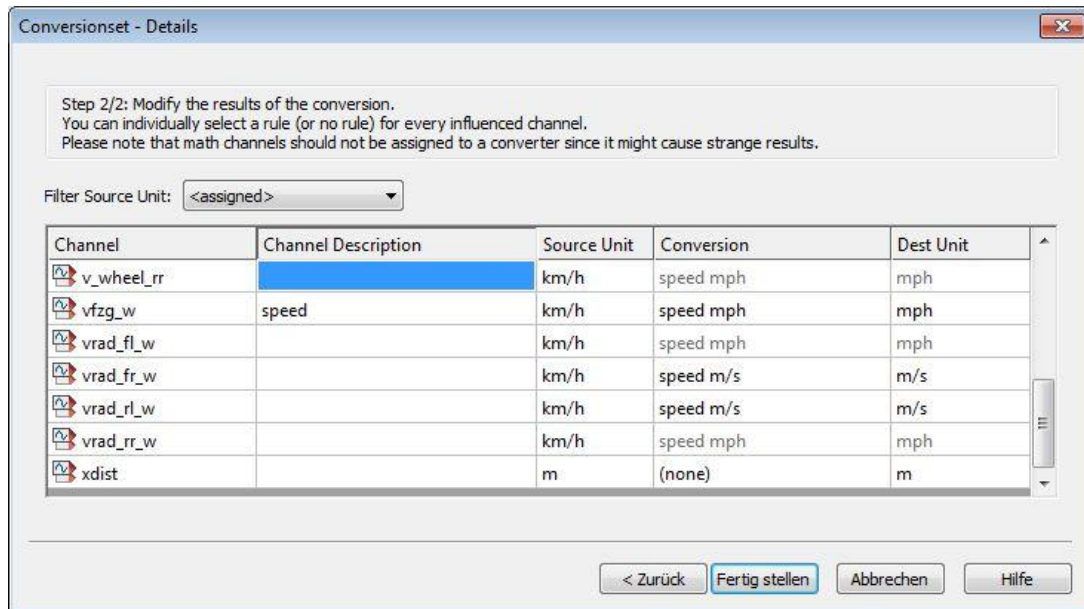 Conversionset - Details
Step 2/2: Modify the results of the conversion.
You can individually select a rule (or no rule) for every influenced channel.
Please note that math channels should not be assigned to a converter since it might cause strange results.
Filter Source Unit: <assigned>
Channel Channel Description Source Unit Conversion Dest Unit
v_wheel_rr km/h speed mph mph
vfzg_w speed km/h speed mph mph
vrad_fl_w km/h speed mph mph
vrad_fr_w km/h speed m/s m/s
vrad_rl_w km/h speed m/s m/s
vrad_rr_w km/h speed mph mph
xdist m (none) m
< Zurück Fertig stellen Abbrechen Hilfe